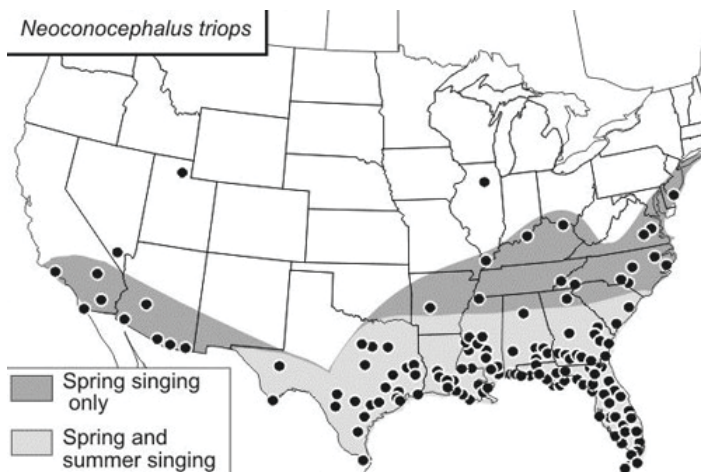 Neoconocephalus triops
Spring singing
only
Spring and
summer singing